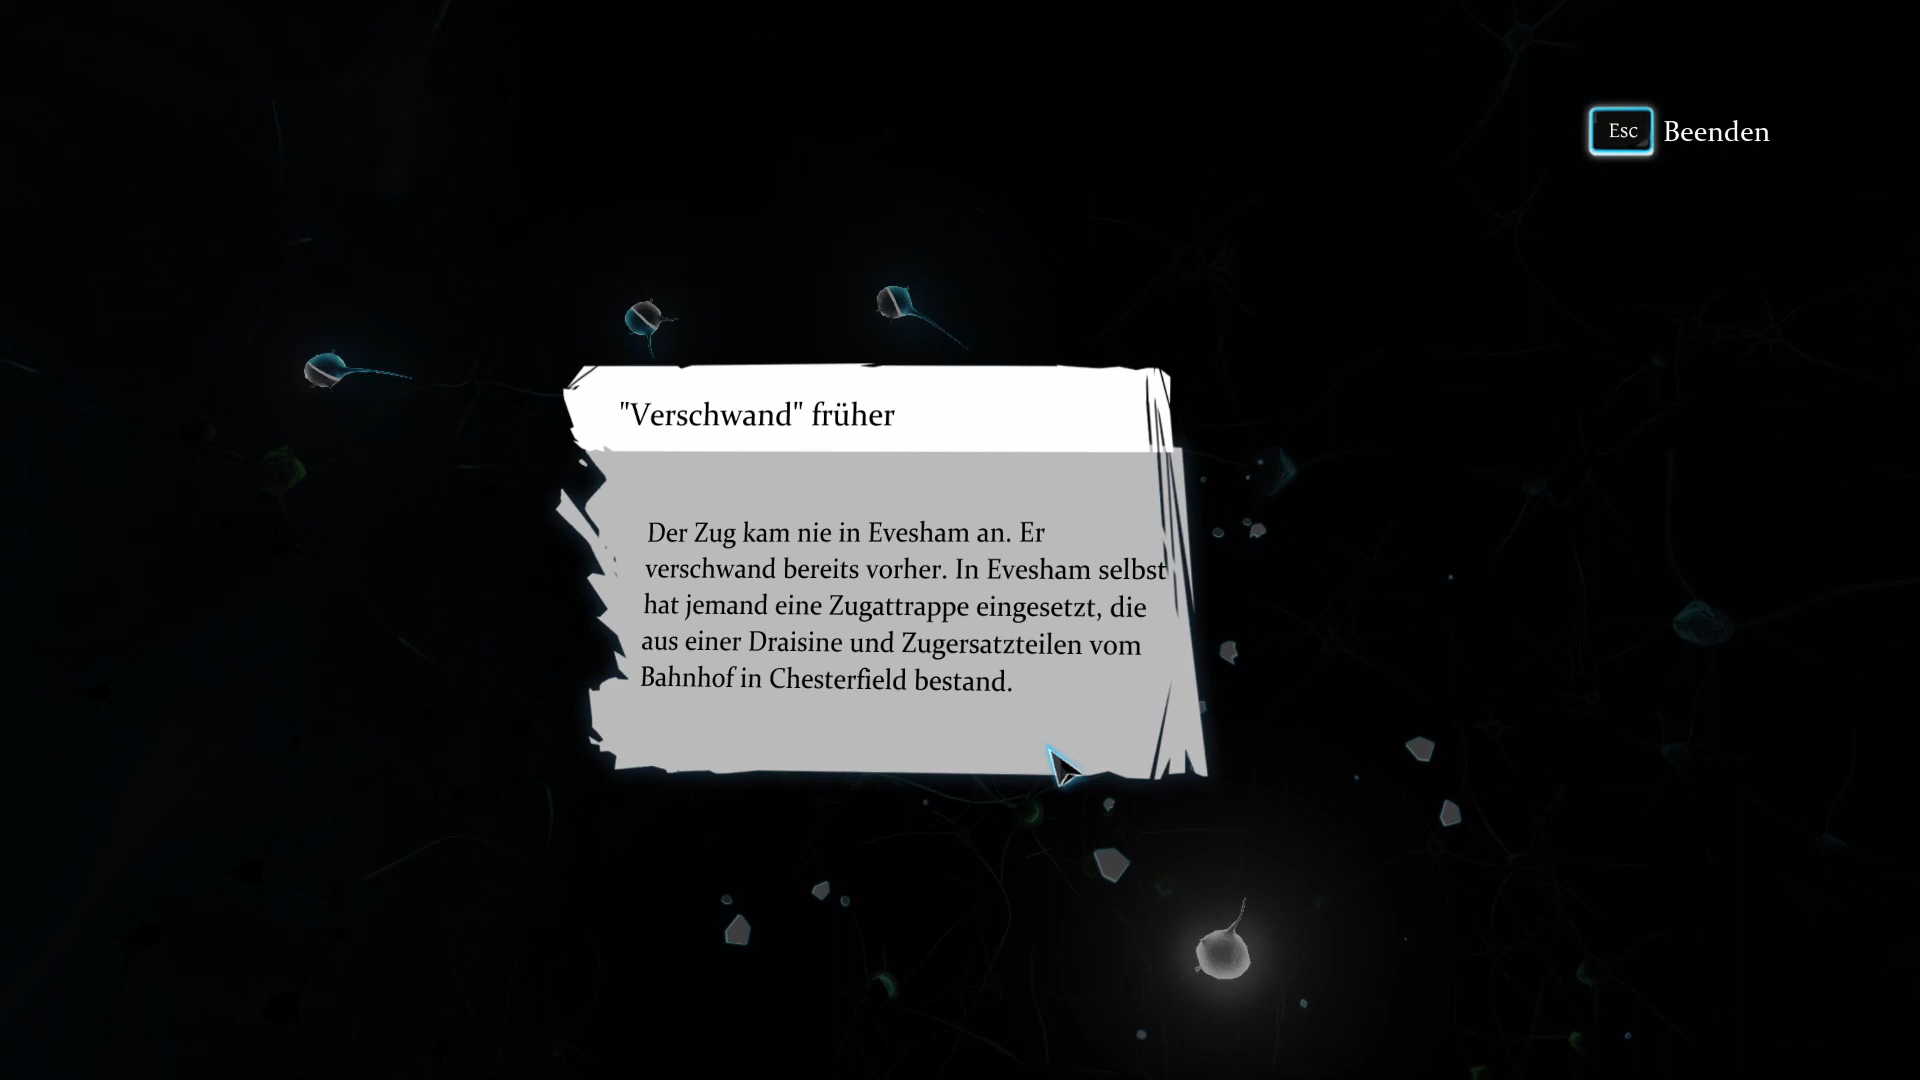 Esc Beenden
"Verschwand" früher
Der Zug kam nie in Evesham an. Er
verschwand bereits vorher. In Evesham selbst
hat jemand eine Zugattrappe eingesetzt, die
aus einer Draisine und Zugersatzteilen vom
Bahnhof in Chesterfield bestand.